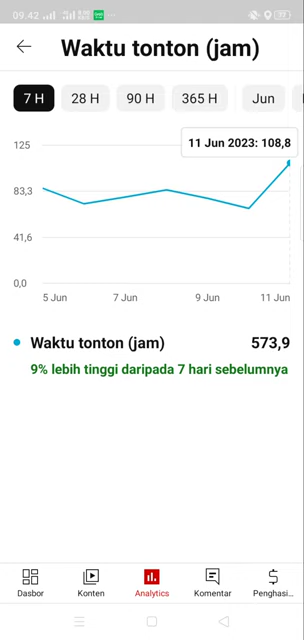 09.42
Waktu tonton (jam)
7 H 28 H 90 H 365 H Jun
11 Jun 2023: 108,8
125
83,3
41,6
0,0
5 Jun 7 Jun 9 Jun 11 Jun
Waktu tonton (jam) 573,9
9% lebih tinggi daripada 7 hari sebelumnya
Dasbor Konten Analytics Komentar Penghasi...